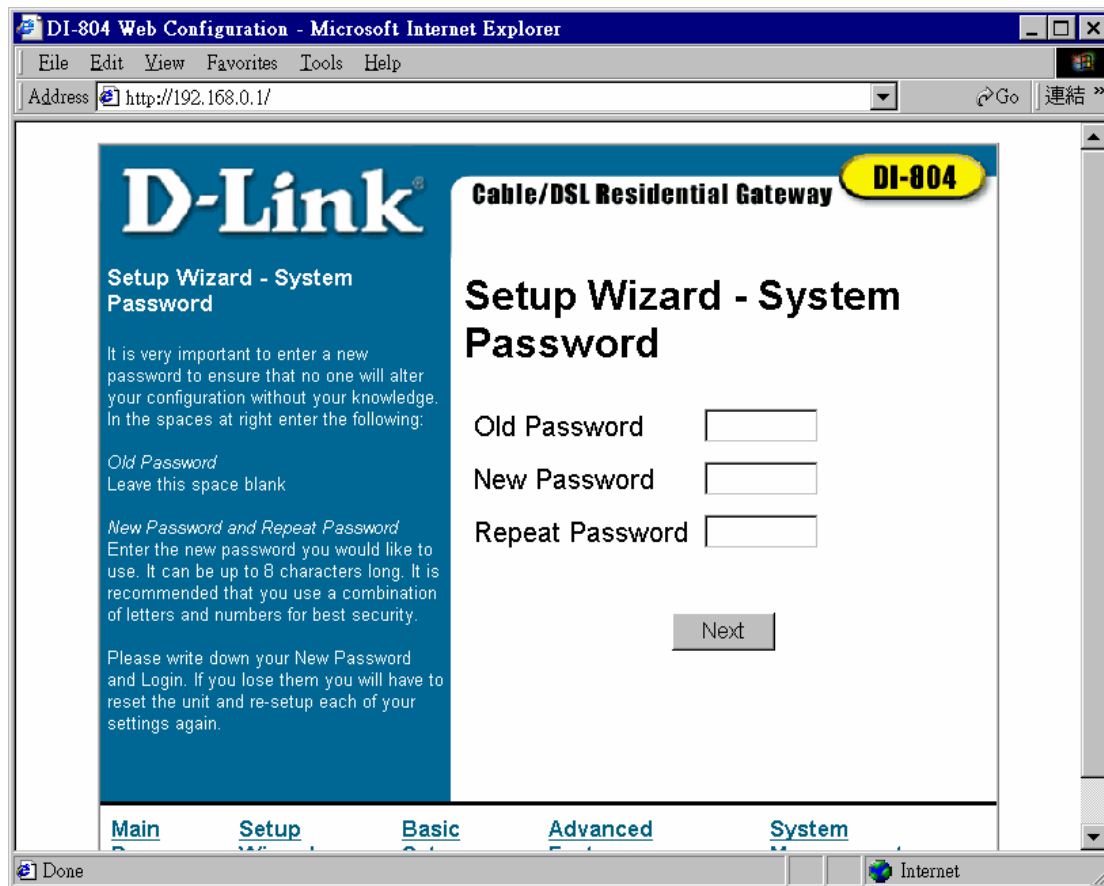 DI-804 Web Configuration - Microsoft Internet Explorer
File Edit View Favorites Tools Help
Address http://192.168.0.1/ Go 連結 »
D-Link®
Cable/DSL Residential Gateway
DI-804
Setup Wizard - System
Password
It is very important to enter a new
password to ensure that no one will alter
your configuration without your knowledge.
In the spaces at right enter the following:
Old Password
Leave this space blank
New Password and Repeat Password
Enter the new password you would like to
use. It can be up to 8 characters long. It is
recommended that you use a combination
of letters and numbers for best security.
Please write down your New Password
and Login. If you lose them you will have to
reset the unit and re-setup each of your
settings again.
Setup Wizard - System
Password
Old Password
New Password
Repeat Password
Next
Main Setup Basic Advanced System
Done Internet